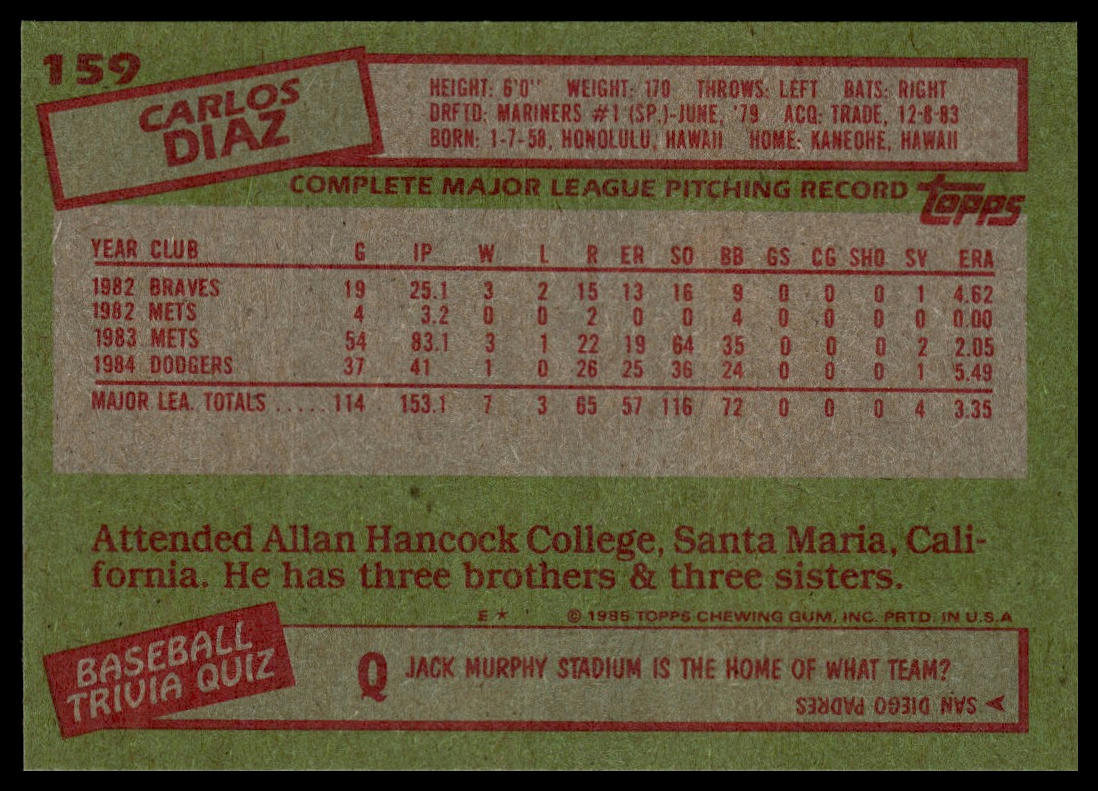 159
CARLOS
DIAZ
HEIGHT: 6'0" WEIGHT: 170 THROWS: LEFT BATS: RIGHT
DRFTD: MARINERS #1 (SP.)-JUNE, '79 ACQ: TRADE, 12-8-83
BORN: 1-7-58, HONOLULU, HAWAII HOME: KANEOHE, HAWAII
COMPLETE MAJOR LEAGUE PITCHING RECORD topps
YEAR CLUB G IP W L R ER SO BB GS CG SHO SV ERA
1982 BRAVES 19 25.1 3 2 15 13 16 9 0 0 0 1 4.62
1982 METS 4 3.2 0 0 2 0 0 4 0 0 0 0 0.00
1983 METS 54 83.1 3 1 22 19 64 35 0 0 0 2 2.05
1984 DODGERS 37 41 1 0 26 25 36 24 0 0 0 1 5.49
MAJOR LEA. TOTALS ..... 114 153.1 7 3 65 57 116 72 0 0 0 4 3.35
Attended Allan Hancock College, Santa Maria, Cali-
fornia. He has three brothers & three sisters.
E * © 1985 TOPPS CHEWING GUM, INC. PRTD. IN U.S.A
BASEBALL
TRIVIA QUIZ
Q JACK MURPHY STADIUM IS THE HOME OF WHAT TEAM?
SAN DIEGO PADRES